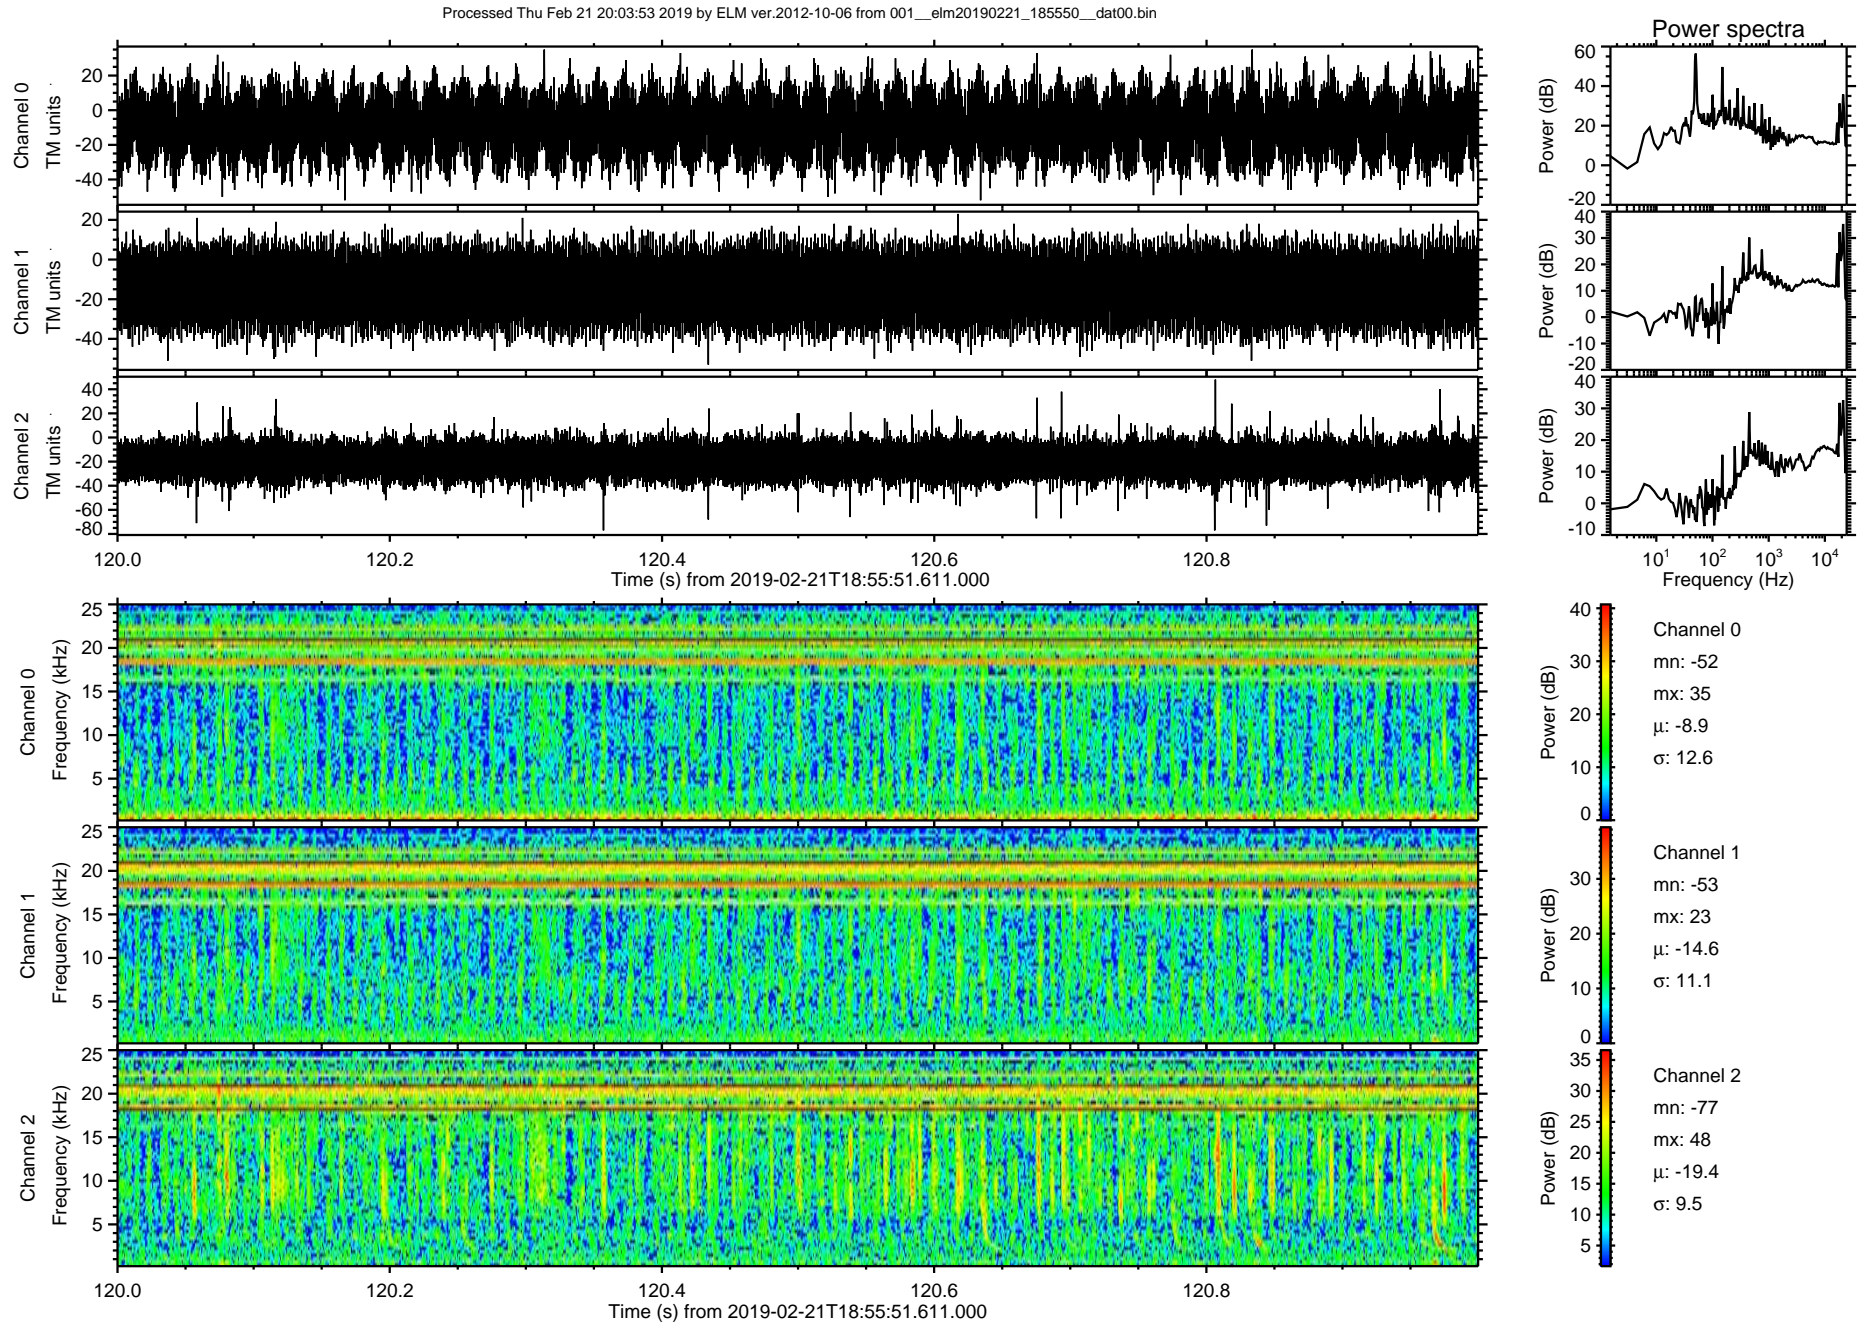 Processed Thu Feb 21 20:03:53 2019 by ELM ver.2012-10-06 from 001__elm20190221_185550__dat00.bin
Power spectra
Channel 0
TM units
20
0
-20
-40
Power (dB)
60
40
20
0
-20
Channel 1
TM units
20
0
-20
-40
Power (dB)
40
30
20
10
0
-10
-20
Channel 2
TM units
40
20
0
-20
-40
-60
-80
Power (dB)
40
30
20
10
0
-10
120.0 120.2 120.4 120.6 120.8
Time (s) from 2019-02-21T18:55:51.611.000
10¹ 10² 10³ 10⁴
Frequency (Hz)
Channel 0
Frequency (kHz)
25
20
15
10
5
Power (dB)
40
30
20
10
0
Channel 0
mn: -52
mx: 35
μ: -8.9
σ: 12.6
Channel 1
Frequency (kHz)
25
20
15
10
5
Power (dB)
30
20
10
0
Channel 1
mn: -53
mx: 23
μ: -14.6
σ: 11.1
Channel 2
Frequency (kHz)
25
20
15
10
5
Power (dB)
35
30
25
20
15
10
5
Channel 2
mn: -77
mx: 48
μ: -19.4
σ: 9.5
120.0 120.2 120.4 120.6 120.8
Time (s) from 2019-02-21T18:55:51.611.000